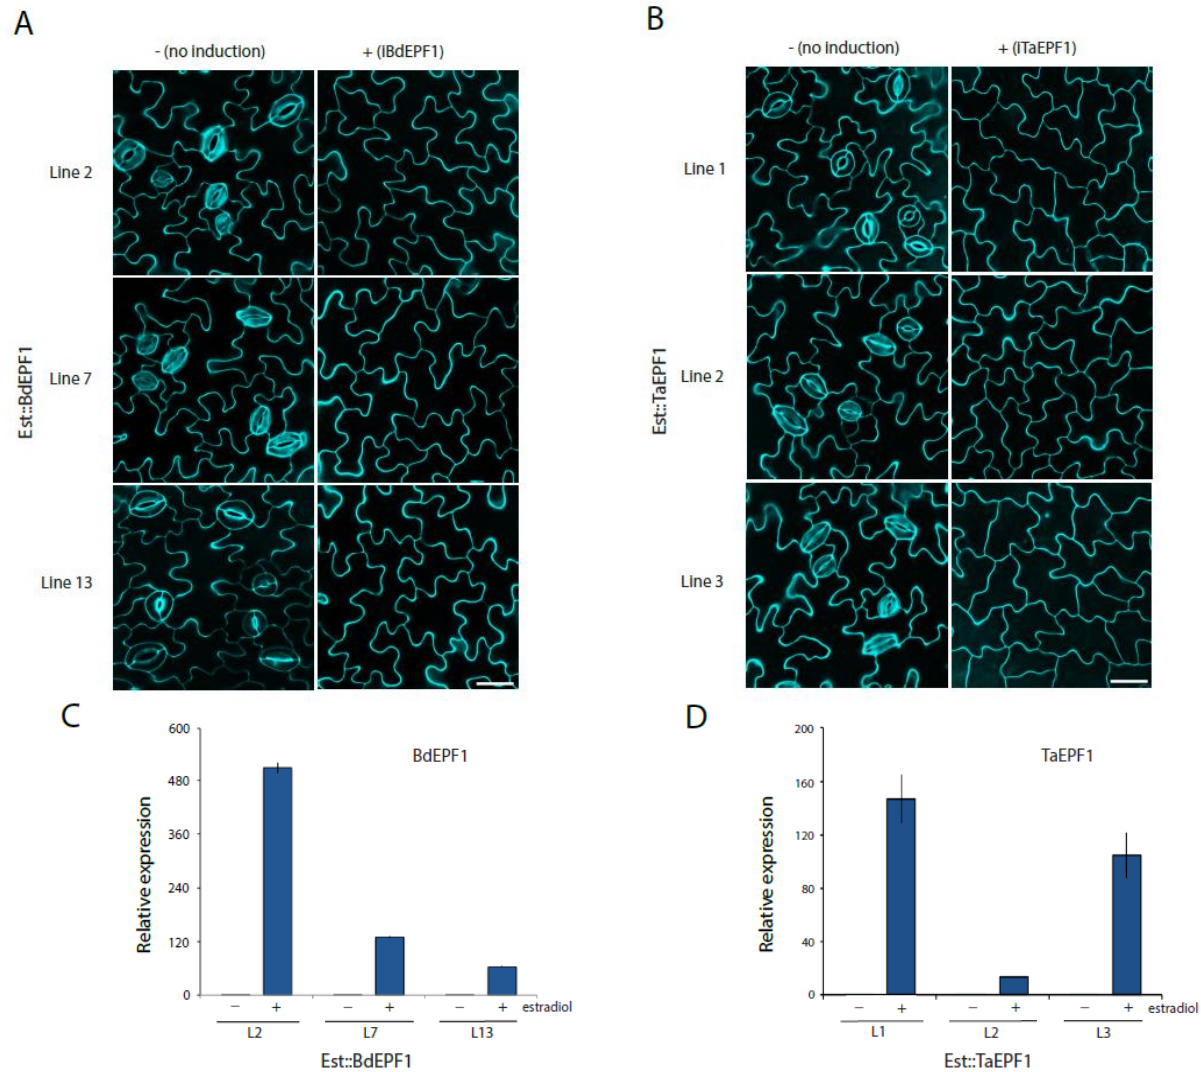 A
- (no induction)
+ (iBdEPF1)
Line 2
Line 7
Line 13
Est::BdEPF1
B
- (no induction)
+ (iTaEPF1)
Line 1
Line 2
Line 3
Est::TaEPF1
C
BdEPF1
Relative expression
600
480
360
240
120
0
− + − + − + estradiol
L2 L7 L13
Est::BdEPF1
D
TaEPF1
Relative expression
200
160
120
80
40
0
− + − + − + estradiol
L1 L2 L3
Est::TaEPF1